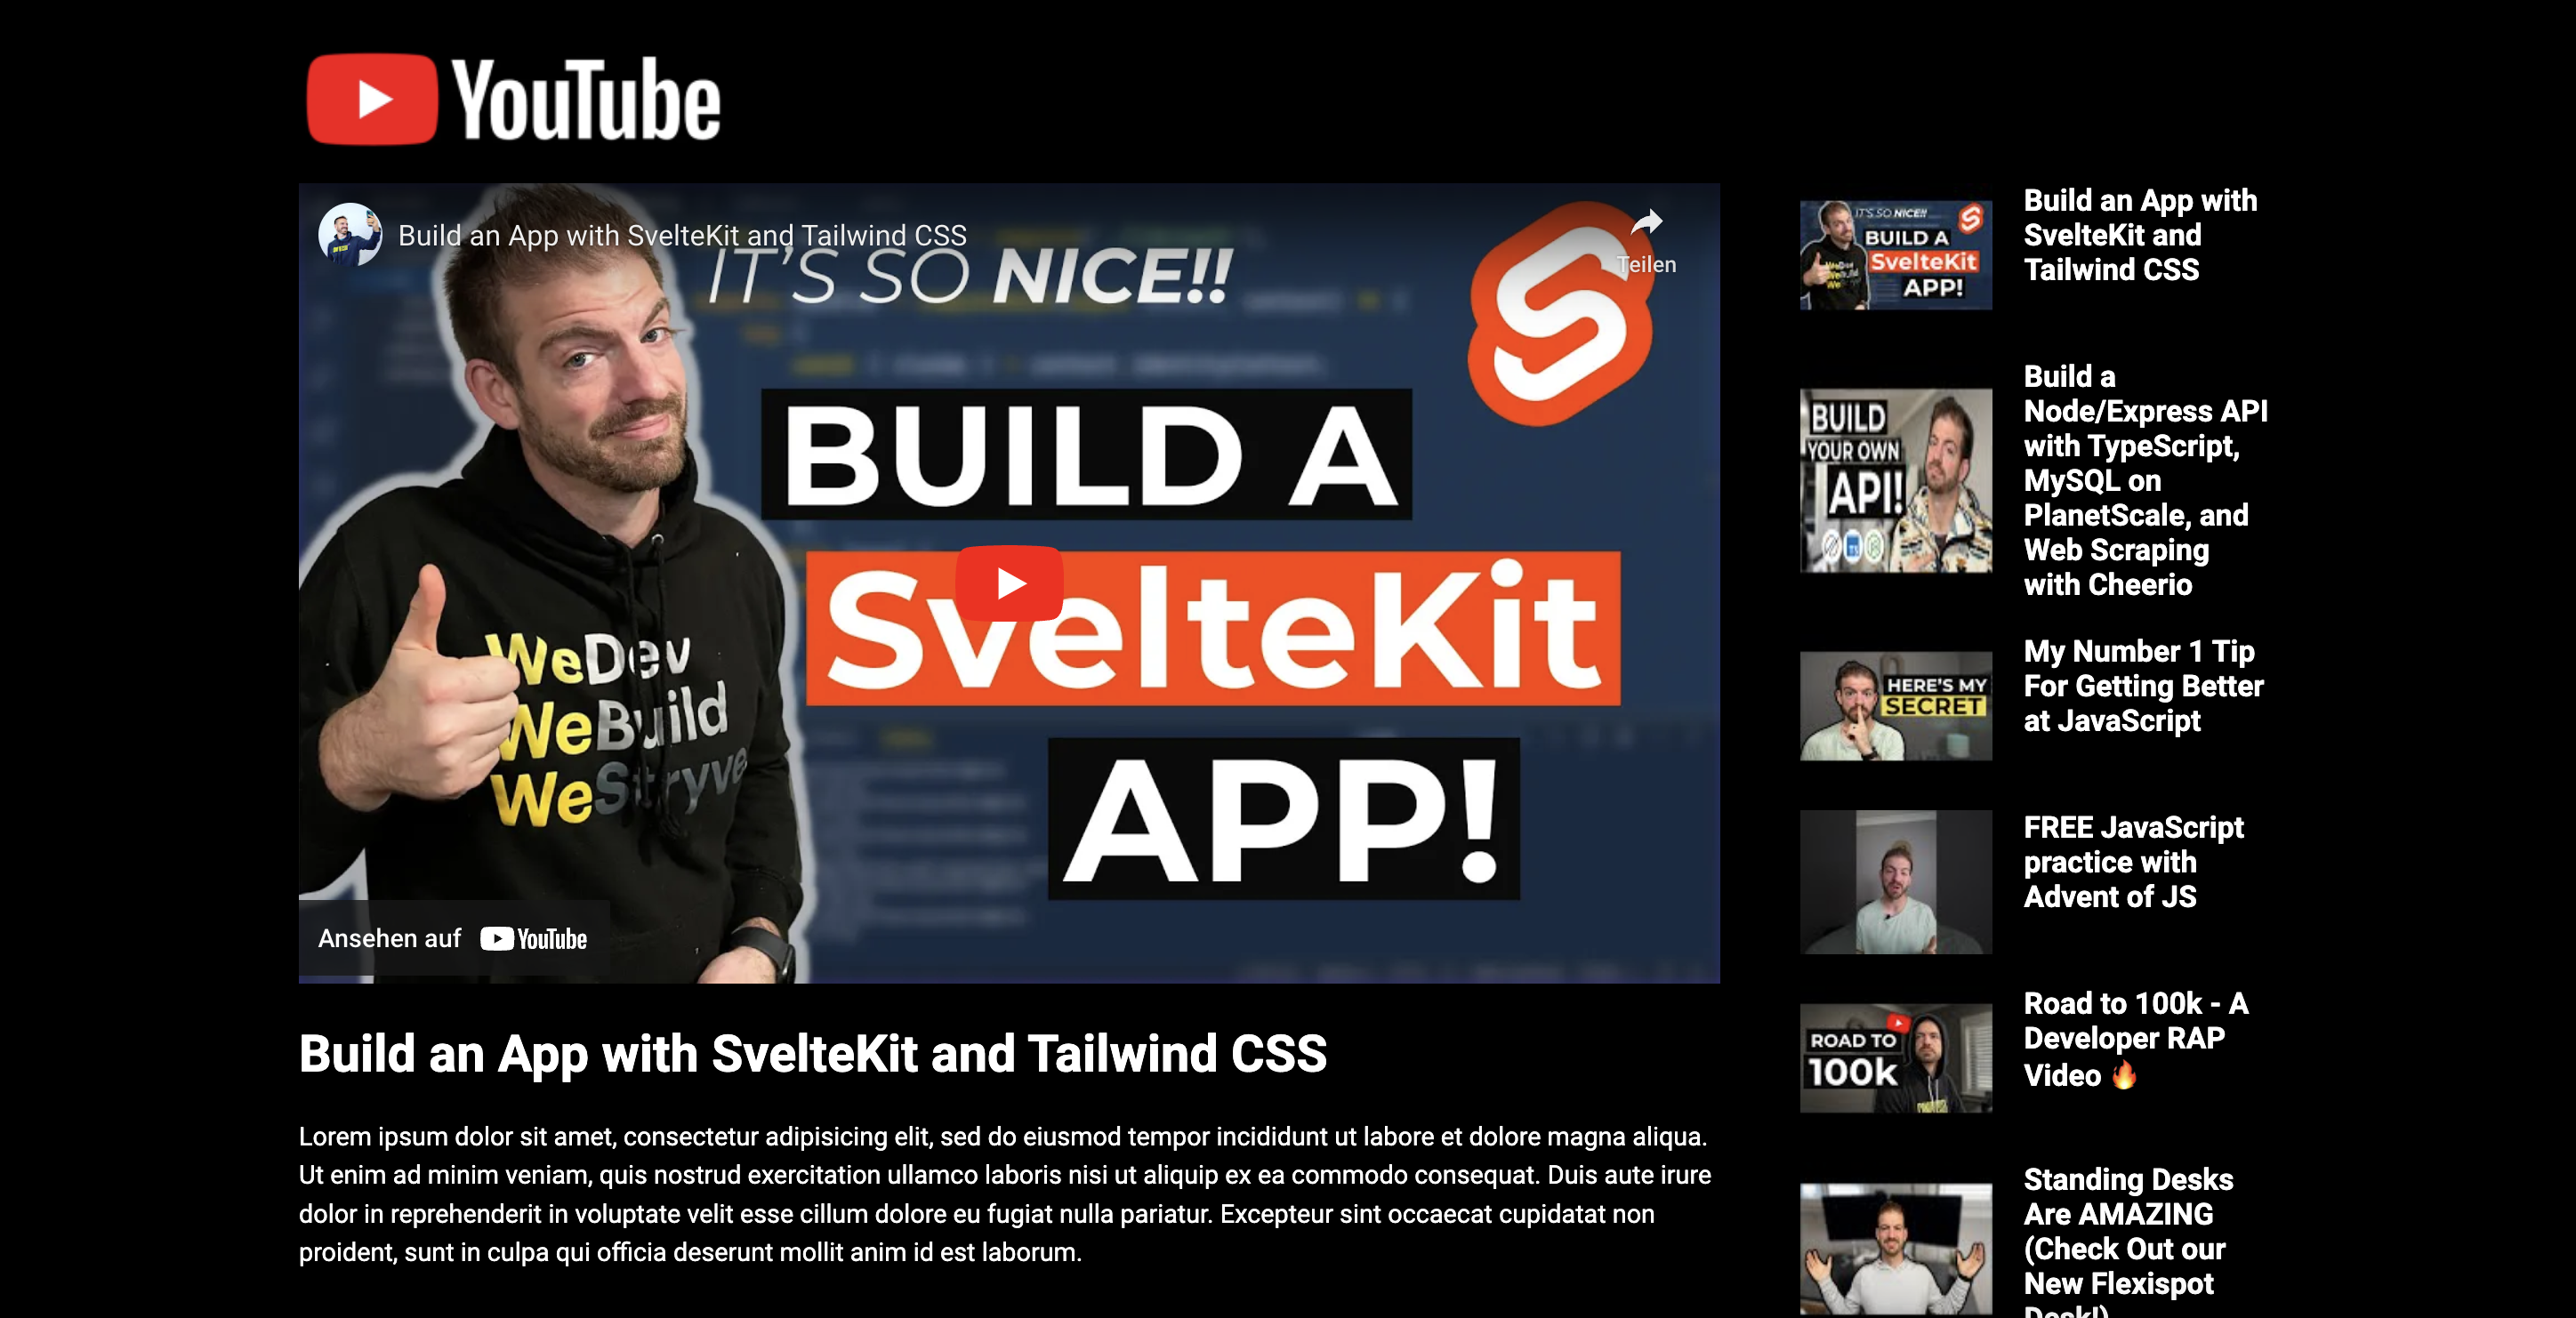 YouTube
Build an App with SvelteKit and Tailwind CSS
Teilen
IT'S SO NICE!!
BUILD A
SvelteKit
APP!
WeDev
WeBuild
WeStryve
Ansehen auf YouTube
Build an App with SvelteKit and Tailwind CSS
Lorem ipsum dolor sit amet, consectetur adipisicing elit, sed do eiusmod tempor incididunt ut labore et dolore magna aliqua.
Ut enim ad minim veniam, quis nostrud exercitation ullamco laboris nisi ut aliquip ex ea commodo consequat. Duis aute irure
dolor in reprehenderit in voluptate velit esse cillum dolore eu fugiat nulla pariatur. Excepteur sint occaecat cupidatat non
proident, sunt in culpa qui officia deserunt mollit anim id est laborum.
IT'S SO NICE!!
BUILD A
SvelteKit
APP!
Build an App with
SvelteKit and
Tailwind CSS
BUILD
YOUR OWN
API!
TS
Build a
Node/Express API
with TypeScript,
MySQL on
PlanetScale, and
Web Scraping
with Cheerio
HERE'S MY
SECRET
My Number 1 Tip
For Getting Better
at JavaScript
FREE JavaScript
practice with
Advent of JS
ROAD TO
100k
Road to 100k - A
Developer RAP
Video 🔥
Standing Desks
Are AMAZING
(Check Out our
New Flexispot
Desk!)